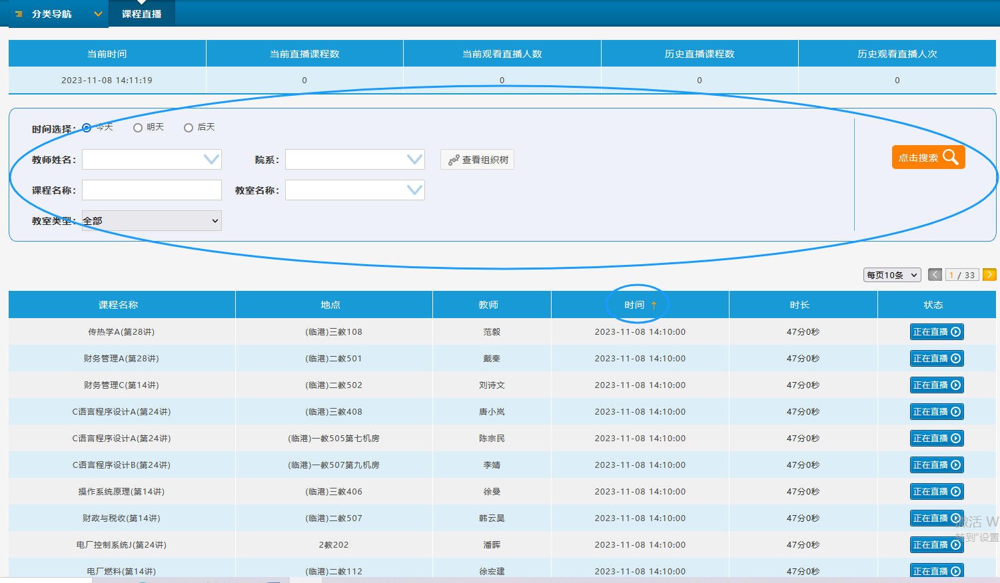 分类导航 课程直播
当前时间 当前直播课程数 当前观看直播人数 历史直播课程数 历史观看直播人次
2023-11-08 14:11:19 0 0 0 0
时间选择： 今天 明天 后天
教师姓名： 院系： 查看组织树 点击搜索
课程名称： 教室名称：
教室类型： 全部
每页10条 1 / 33
课程名称 地点 教师 时间 时长 状态
传热学A(第28讲) (临港)三教108 范毅 2023-11-08 14:10:00 47分0秒 正在直播
财务管理A(第28讲) (临港)二教501 戴秦 2023-11-08 14:10:00 47分0秒 正在直播
财务管理C(第14讲) (临港)二教502 刘诗文 2023-11-08 14:10:00 47分0秒 正在直播
C语言程序设计A(第24讲) (临港)三教408 唐小岚 2023-11-08 14:10:00 47分0秒 正在直播
C语言程序设计A(第24讲) (临港)一教505第七机房 陈宗民 2023-11-08 14:10:00 47分0秒 正在直播
C语言程序设计B(第24讲) (临港)一教507第九机房 李婧 2023-11-08 14:10:00 47分0秒 正在直播
操作系统原理(第14讲) (临港)三教406 徐曼 2023-11-08 14:10:00 47分0秒 正在直播
财政与税收(第14讲) (临港)二教507 韩云昊 2023-11-08 14:10:00 47分0秒 正在直播
激活 W
电厂控制系统J(第24讲) 2教202 潘晖 2023-11-08 14:10:00 47分0秒 正在直播
转到"设置
电厂燃料(第14讲) (临港)二教112 徐宏建 2023-11-08 14:10:00 47分0秒 正在直播